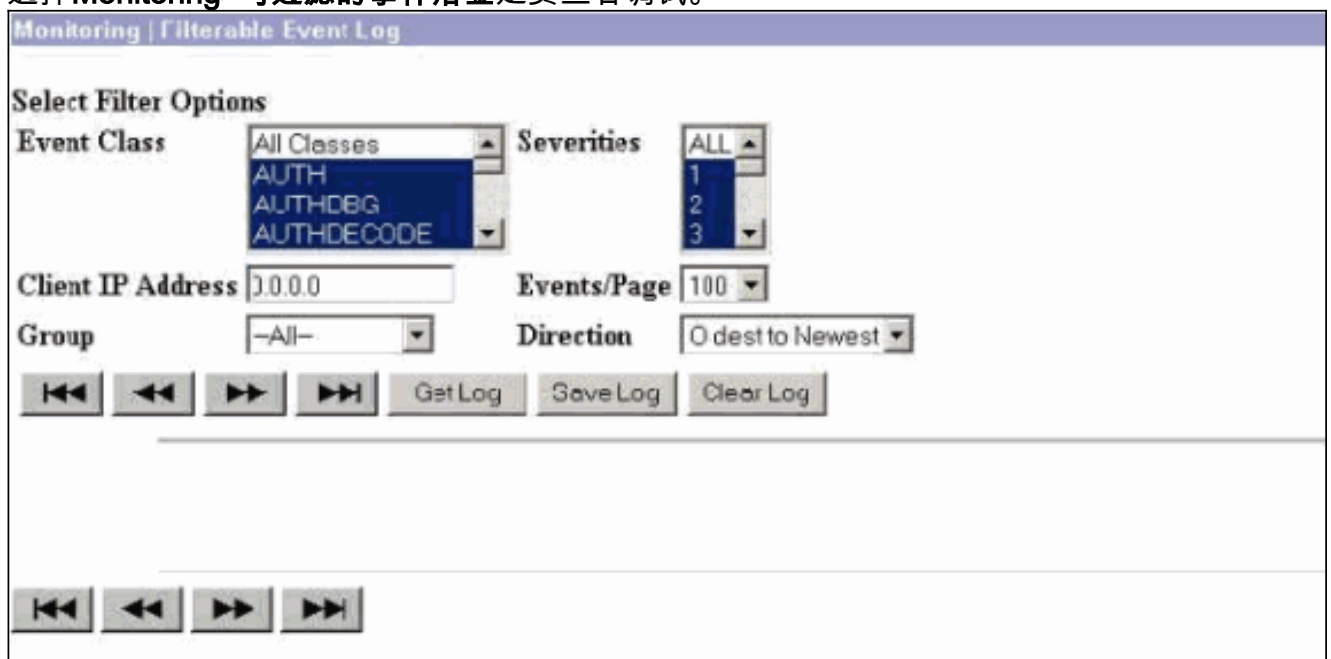 Monitoring | Filterable Event Log
Select Filter Options
Event Class All Classes AUTH AUTHDBG AUTHDECODE Severities ALL 1 2 3
Client IP Address 0.0.0.0 Events/Page 100
Group --All-- Direction Oldest to Newest
Get Log Save Log Clear Log